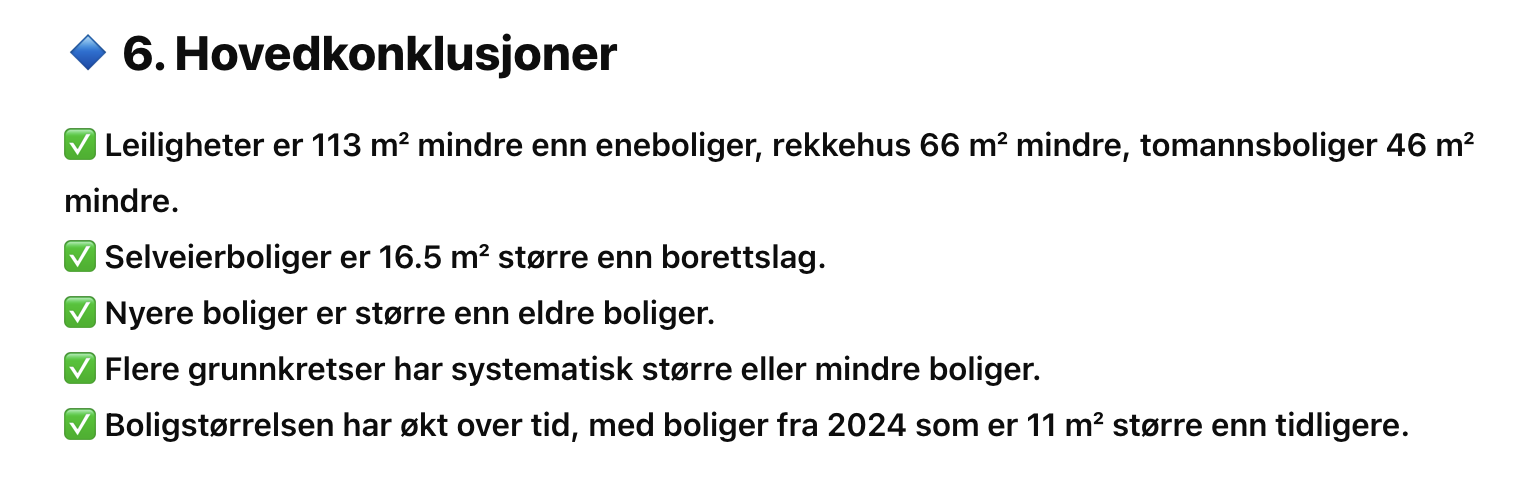 🔷 6. Hovedkonklusjoner
✅ Leiligheter er 113 m² mindre enn eneboliger, rekkehus 66 m² mindre, tomannsboliger 46 m²
mindre.
✅ Selveierboliger er 16.5 m² større enn borettslag.
✅ Nyere boliger er større enn eldre boliger.
✅ Flere grunnkretser har systematisk større eller mindre boliger.
✅ Boligstørrelsen har økt over tid, med boliger fra 2024 som er 11 m² større enn tidligere.